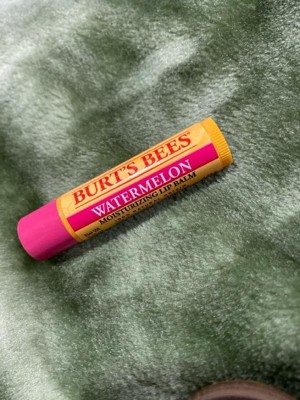 BURT'S BEES
WATERMELON
MOISTURIZING LIP BALM